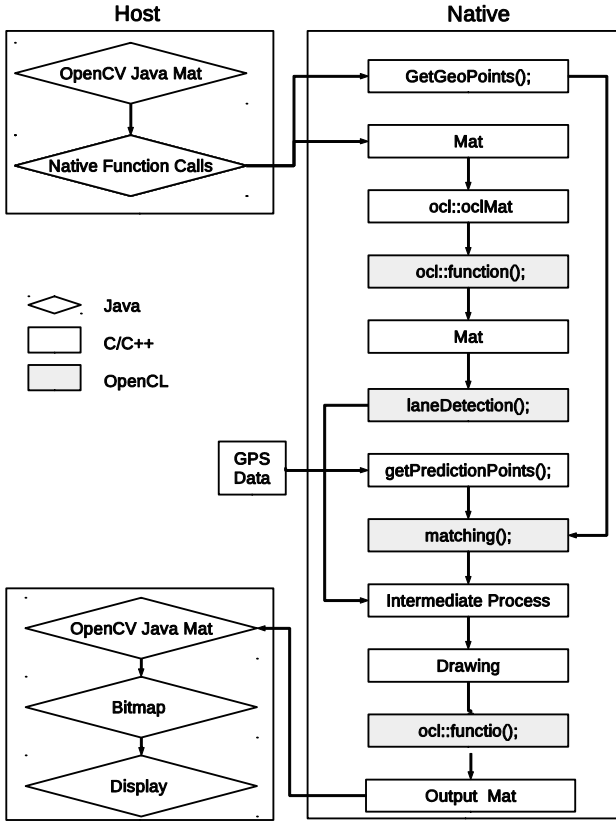 Host
OpenCV Java Mat
Native Function Calls
Native
GetGeoPoints();
Mat
ocl::oclMat
ocl::function();
Mat
laneDetection();
getPredictionPoints();
matching();
Intermediate Process
Drawing
ocl::functio();
Output Mat
Java
C/C++
OpenCL
GPS
Data
OpenCV Java Mat
Bitmap
Display